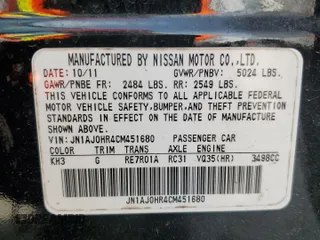 MANUFACTURED BY NISSAN MOTOR CO.,LTD.
DATE: 10/11 GVWR/PNBV: 5024 LBS.
GAWR/PNBE FR: 2484 LBS. RR: 2549 LBS.
THIS VEHICLE CONFORMS TO ALL APPLICABLE FEDERAL
MOTOR VEHICLE SAFETY, BUMPER, AND THEFT PREVENTION
STANDARDS IN EFFECT ON THE DATE OF MANUFACTURE
SHOWN ABOVE.
VIN: JN1AJ0HR4CM451680 PASSENGER CAR
COLOR TRIM TRANS AXLE ENGINE
KH3 G RE7R01A RC31 VQ35(HR) 3498CC
JN1AJ0HR4CM451680